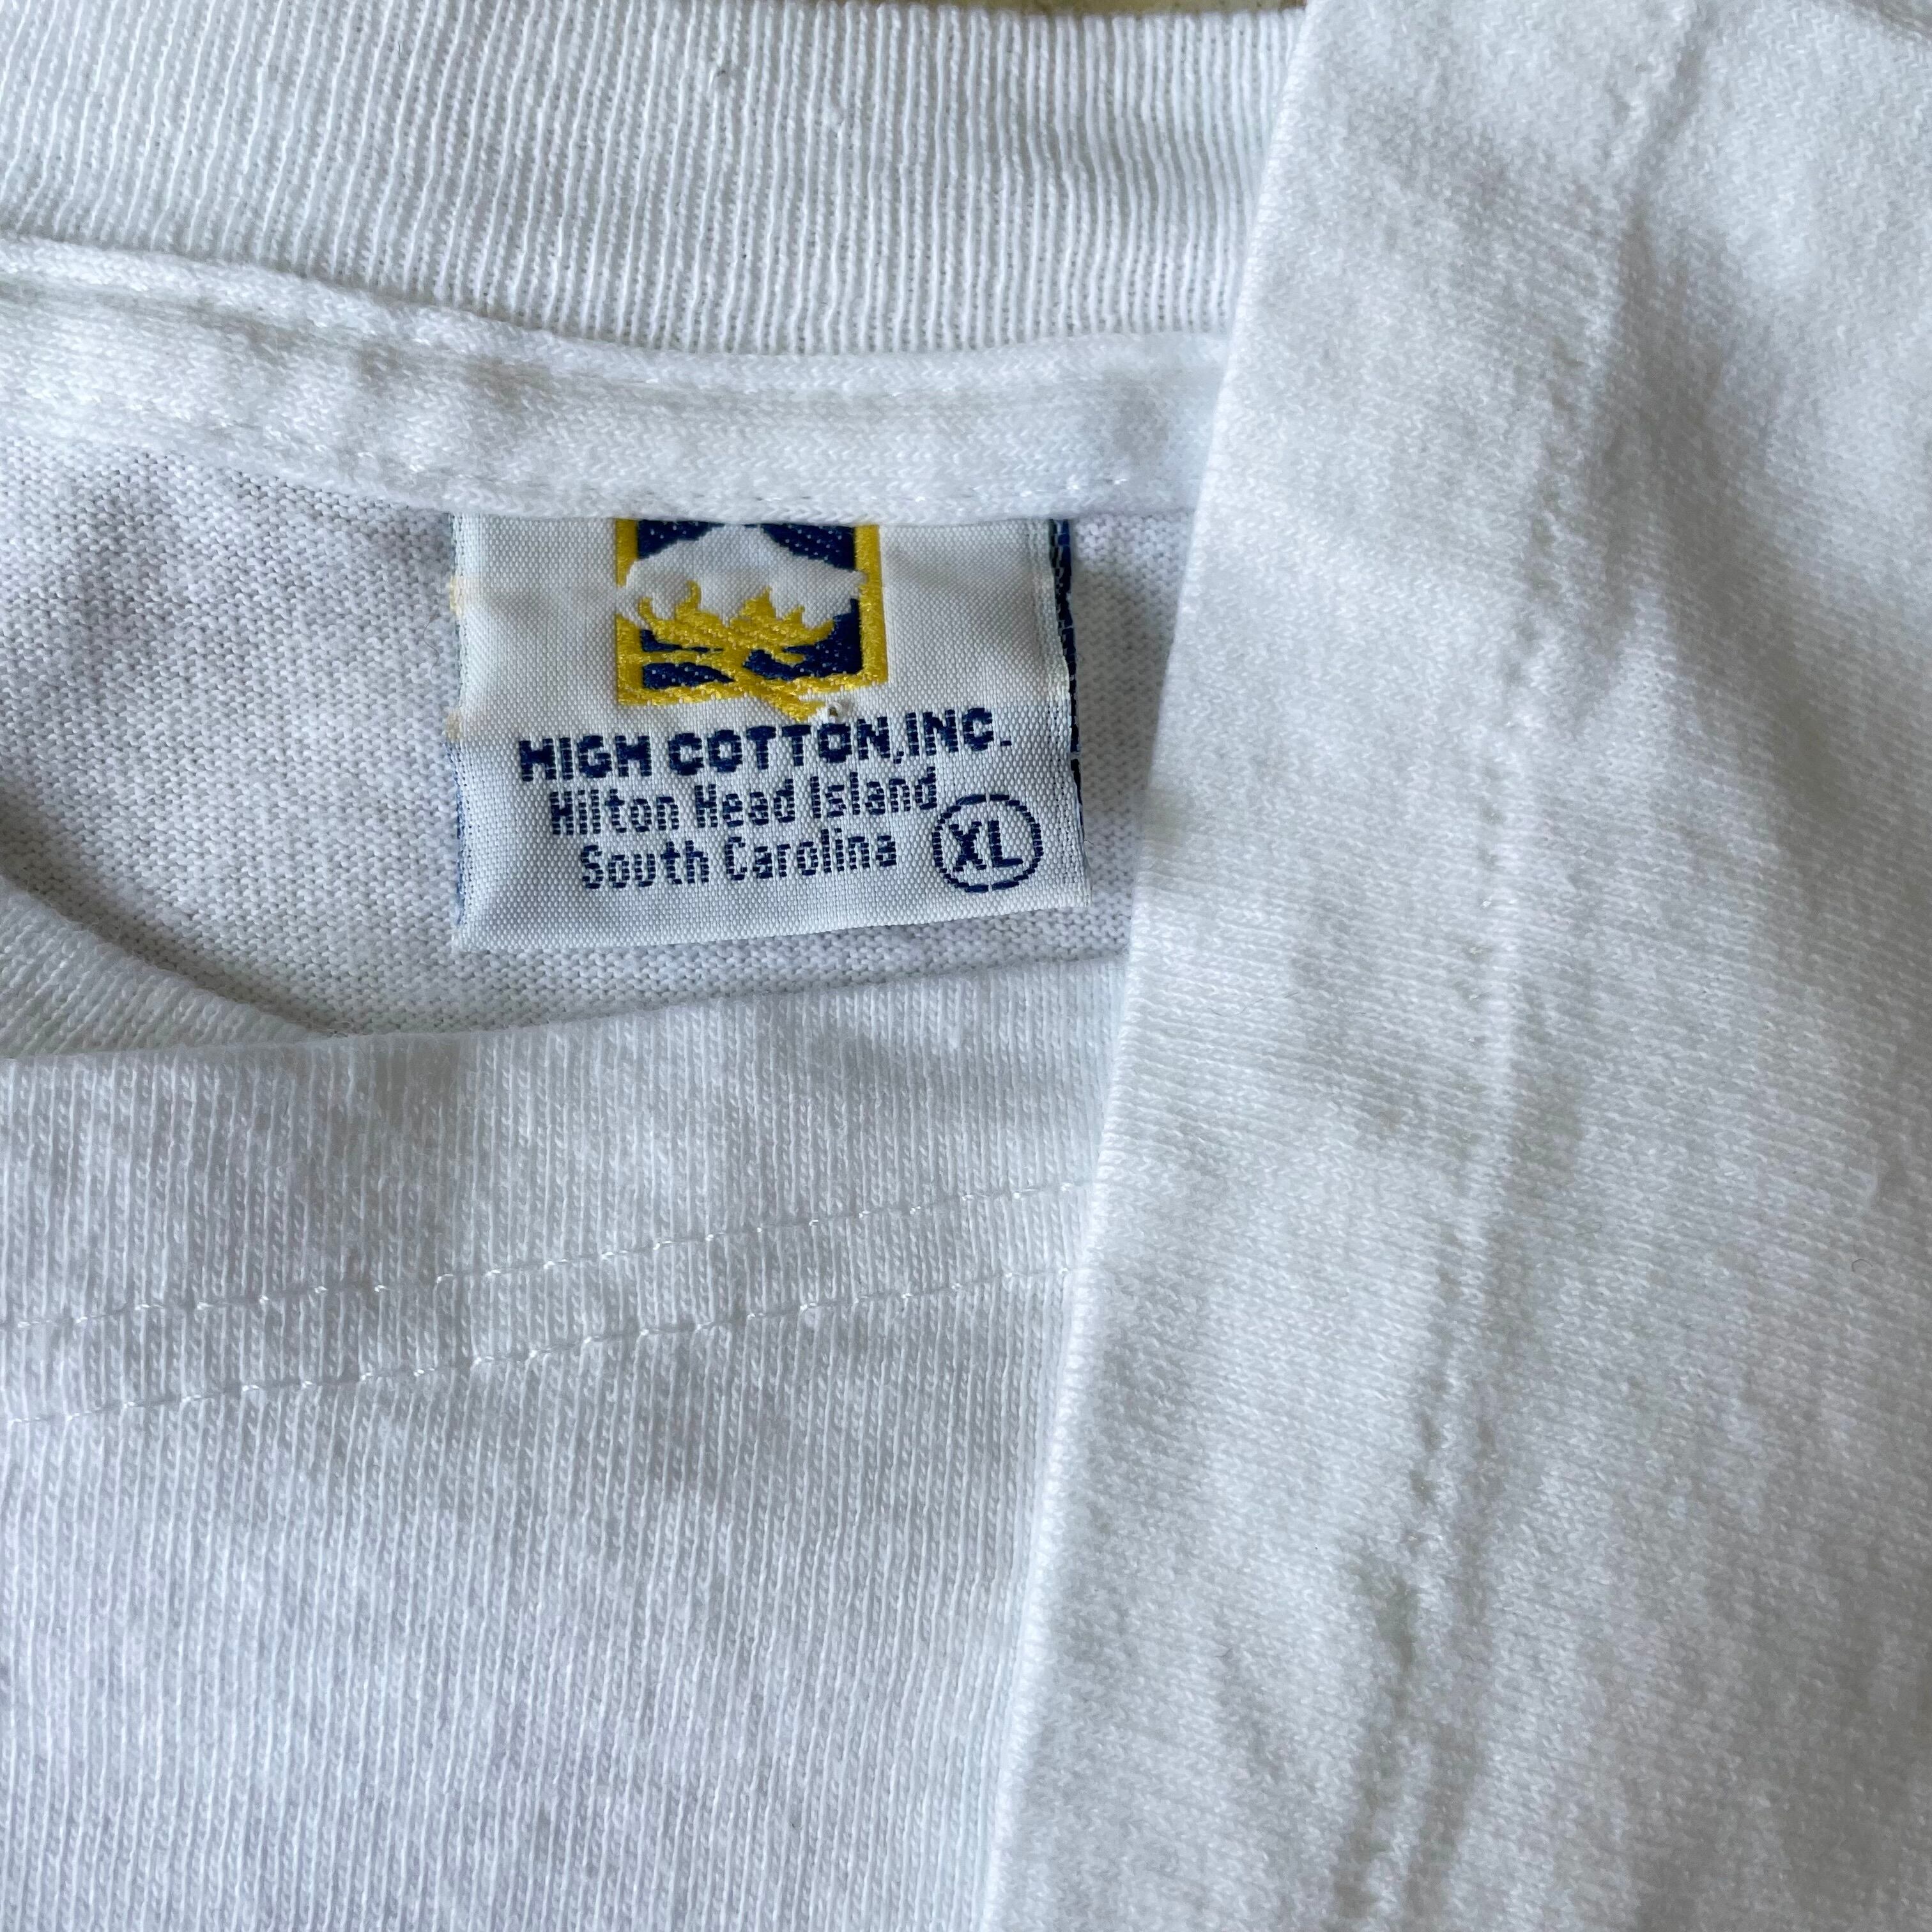 HIGH COTTON, INC.
Hilton Head Island
South Carolina
XL